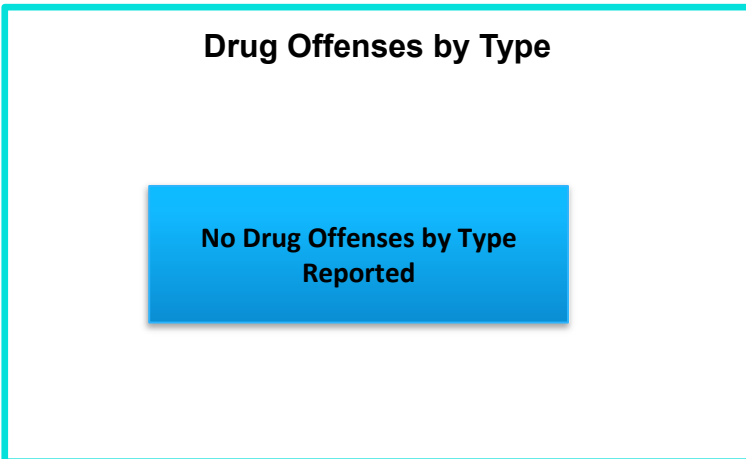 Drug Offenses by Type
No Drug Offenses by Type
Reported